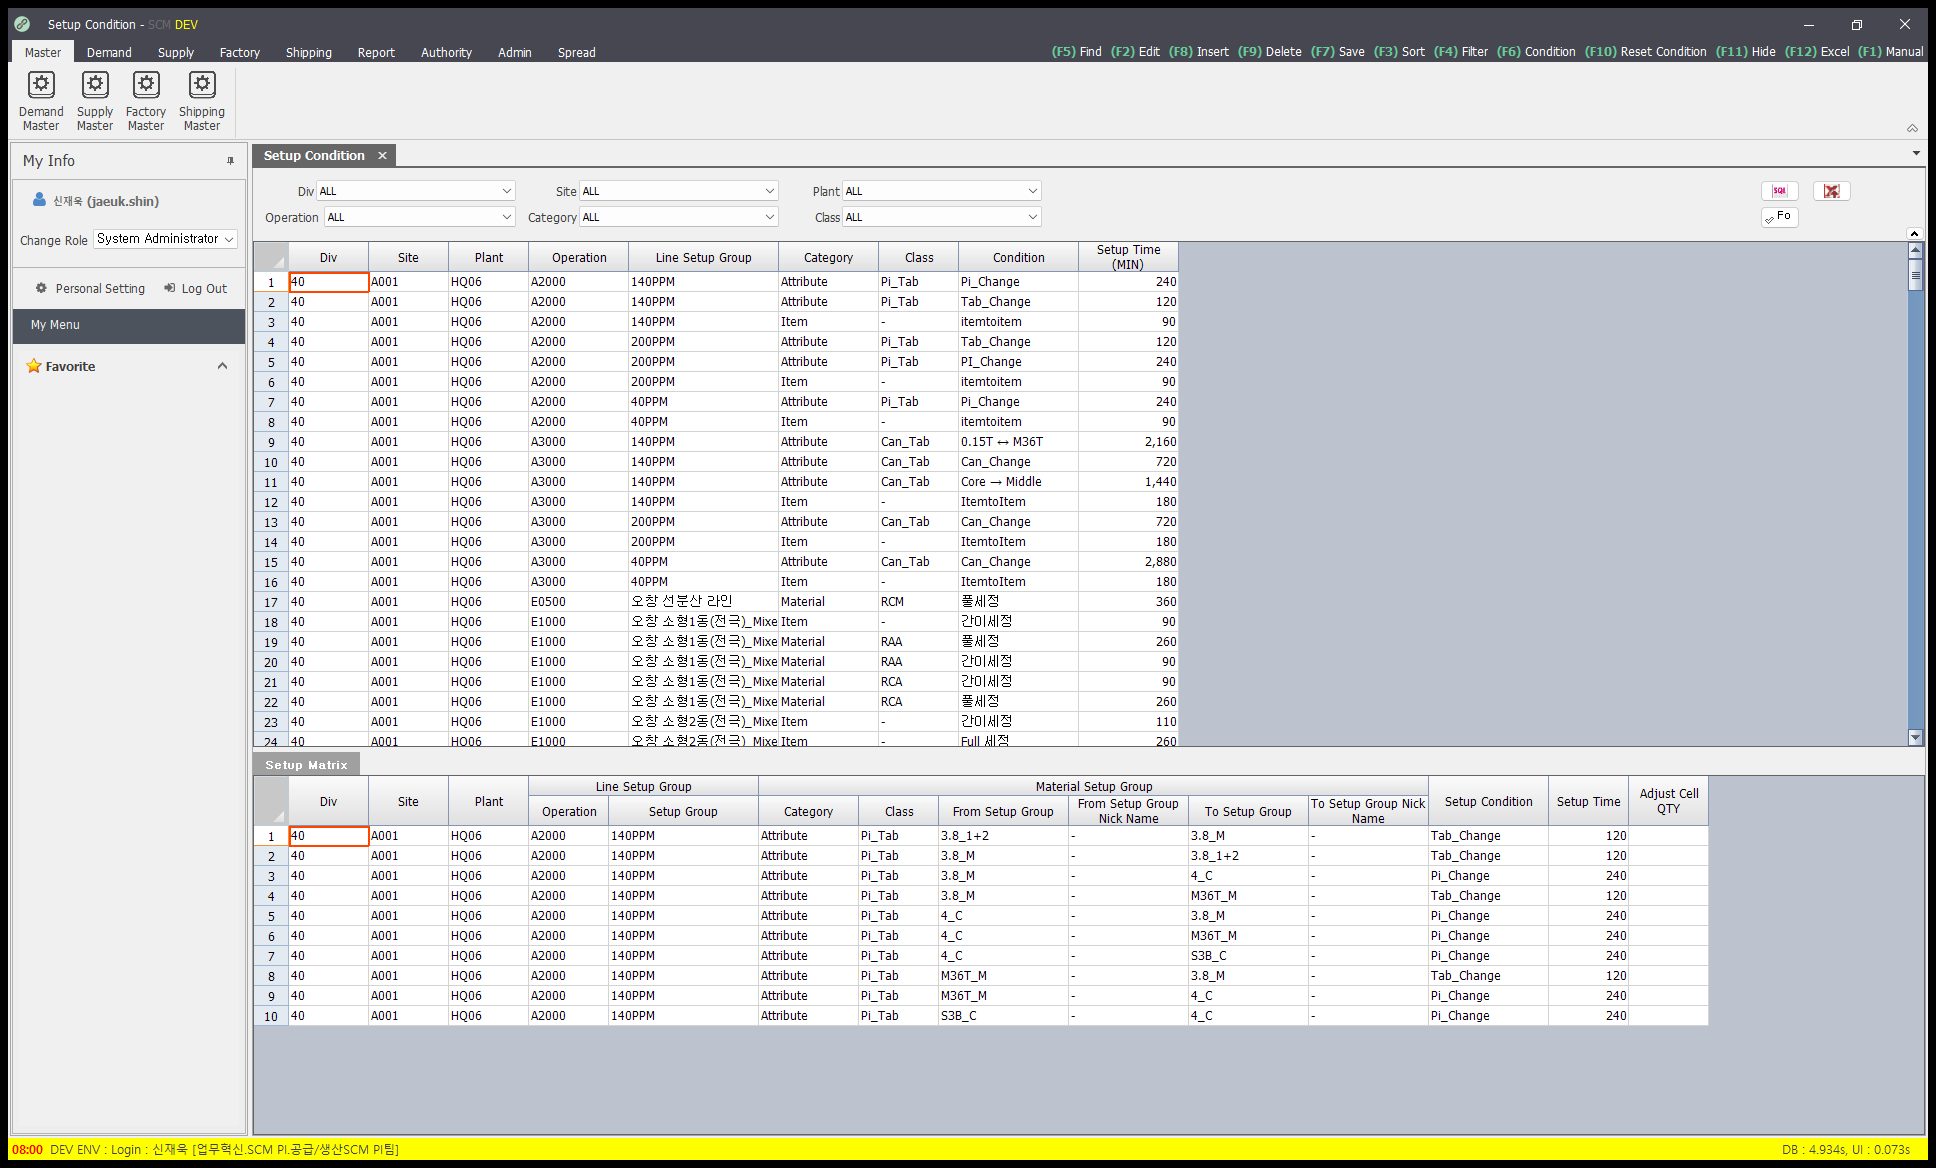 Setup Condition - SCM DEV
Master Demand Supply Factory Shipping Report Authority Admin Spread (F5) Find (F2) Edit (F8) Insert (F9) Delete (F7) Save (F3) Sort (F4) Filter (F6) Condition (F10) Reset Condition (F11) Hide (F12) Excel (F1) Manual
Demand Master
Supply Master
Factory Master
Shipping Master
My Info
신재욱 (jaeuk.shin)
Change Role System Administrator
Personal Setting Log Out
My Menu
Favorite
Setup Condition
Div ALL Site ALL Plant ALL SQL
Operation ALL Category ALL Class ALL Fo
Div Site Plant Operation Line Setup Group Category Class Condition Setup Time (MIN)
1 40 A001 HQ06 A2000 140PPM Attribute Pi_Tab Pi_Change 240
2 40 A001 HQ06 A2000 140PPM Attribute Pi_Tab Tab_Change 120
3 40 A001 HQ06 A2000 140PPM Item - itemtoitem 90
4 40 A001 HQ06 A2000 200PPM Attribute Pi_Tab Tab_Change 120
5 40 A001 HQ06 A2000 200PPM Attribute Pi_Tab PI_Change 240
6 40 A001 HQ06 A2000 200PPM Item - itemtoitem 90
7 40 A001 HQ06 A2000 40PPM Attribute Pi_Tab Pi_Change 240
8 40 A001 HQ06 A2000 40PPM Item - itemtoitem 90
9 40 A001 HQ06 A3000 140PPM Attribute Can_Tab 0.15T ↔ M36T 2,160
10 40 A001 HQ06 A3000 140PPM Attribute Can_Tab Can_Change 720
11 40 A001 HQ06 A3000 140PPM Attribute Can_Tab Core → Middle 1,440
12 40 A001 HQ06 A3000 140PPM Item - ItemtoItem 180
13 40 A001 HQ06 A3000 200PPM Attribute Can_Tab Can_Change 720
14 40 A001 HQ06 A3000 200PPM Item - ItemtoItem 180
15 40 A001 HQ06 A3000 40PPM Attribute Can_Tab Can_Change 2,880
16 40 A001 HQ06 A3000 40PPM Item - ItemtoItem 180
17 40 A001 HQ06 E0500 오창 선분산 라인 Material RCM 풀세정 360
18 40 A001 HQ06 E1000 오창 소형1동(전극)_Mixe Item - 간이세정 90
19 40 A001 HQ06 E1000 오창 소형1동(전극)_Mixe Material RAA 풀세정 260
20 40 A001 HQ06 E1000 오창 소형1동(전극)_Mixe Material RAA 간이세정 90
21 40 A001 HQ06 E1000 오창 소형1동(전극)_Mixe Material RCA 간이세정 90
22 40 A001 HQ06 E1000 오창 소형1동(전극)_Mixe Material RCA 풀세정 260
23 40 A001 HQ06 E1000 오창 소형2동(전극)_Mixe Item - 간이세정 110
24 40 A001 HQ06 E1000 오창 소형2동(전극)_Mixe Item - Full 세정 260
Setup Matrix
Div Site Plant Line Setup Group Material Setup Group Setup Condition Setup Time Adjust Cell QTY
Operation Setup Group Category Class From Setup Group From Setup Group Nick Name To Setup Group To Setup Group Nick Name
1 40 A001 HQ06 A2000 140PPM Attribute Pi_Tab 3.8_1+2 - 3.8_M - Tab_Change 120
2 40 A001 HQ06 A2000 140PPM Attribute Pi_Tab 3.8_M - 3.8_1+2 - Tab_Change 120
3 40 A001 HQ06 A2000 140PPM Attribute Pi_Tab 3.8_M - 4_C - Pi_Change 240
4 40 A001 HQ06 A2000 140PPM Attribute Pi_Tab 3.8_M - M36T_M - Tab_Change 120
5 40 A001 HQ06 A2000 140PPM Attribute Pi_Tab 4_C - 3.8_M - Pi_Change 240
6 40 A001 HQ06 A2000 140PPM Attribute Pi_Tab 4_C - M36T_M - Pi_Change 240
7 40 A001 HQ06 A2000 140PPM Attribute Pi_Tab 4_C - S3B_C - Pi_Change 240
8 40 A001 HQ06 A2000 140PPM Attribute Pi_Tab M36T_M - 3.8_M - Tab_Change 120
9 40 A001 HQ06 A2000 140PPM Attribute Pi_Tab M36T_M - 4_C - Pi_Change 240
10 40 A001 HQ06 A2000 140PPM Attribute Pi_Tab S3B_C - 4_C - Pi_Change 240
08:00 DEV ENV : Login : 신재욱 [업무혁신.SCM PI.공급/생산SCM PI팀] DB : 4.934s, UI : 0.073s